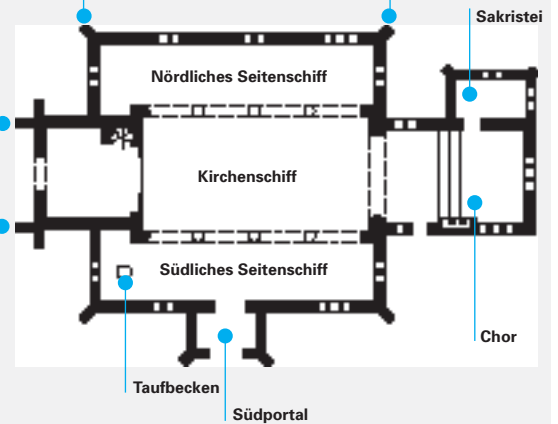 Sakristei
Nördliches Seitenschiff
Kirchenschiff
Südliches Seitenschiff
Chor
Taufbecken
Südportal